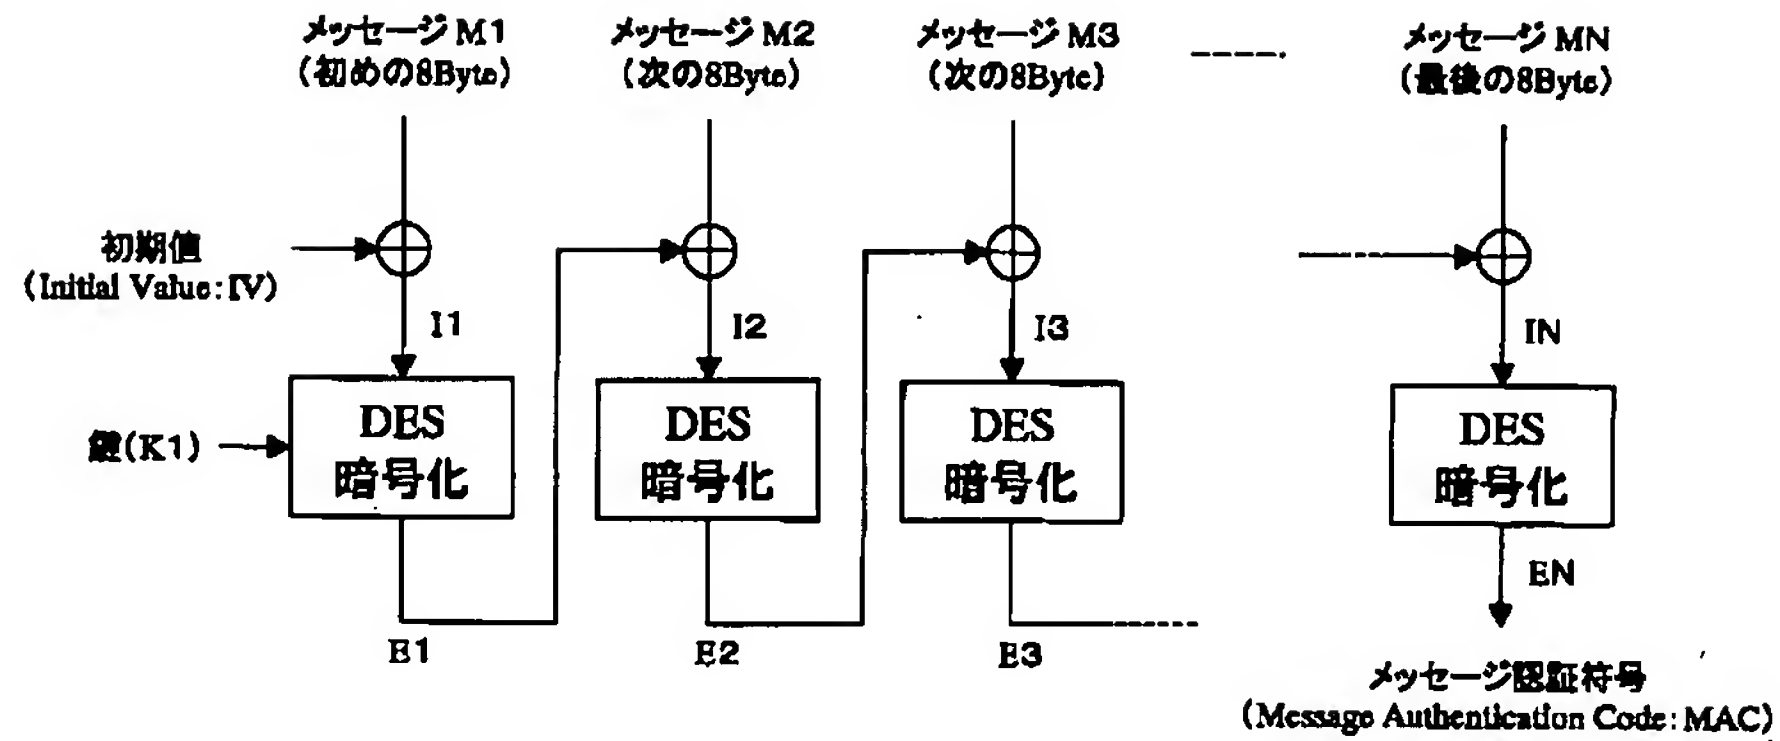 メッセージ M1
(初めの8Byte)
メッセージ M2
(次の8Byte)
メッセージ M3
(次の8Byte)
メッセージ MN
(最後の8Byte)
初期値
(Initial Value:IV)
I1
I2
I3
IN
鍵(K1)
DES
暗号化
DES
暗号化
DES
暗号化
DES
暗号化
E1
E2
E3
EN
メッセージ認証符号
(Message Authentication Code:MAC)